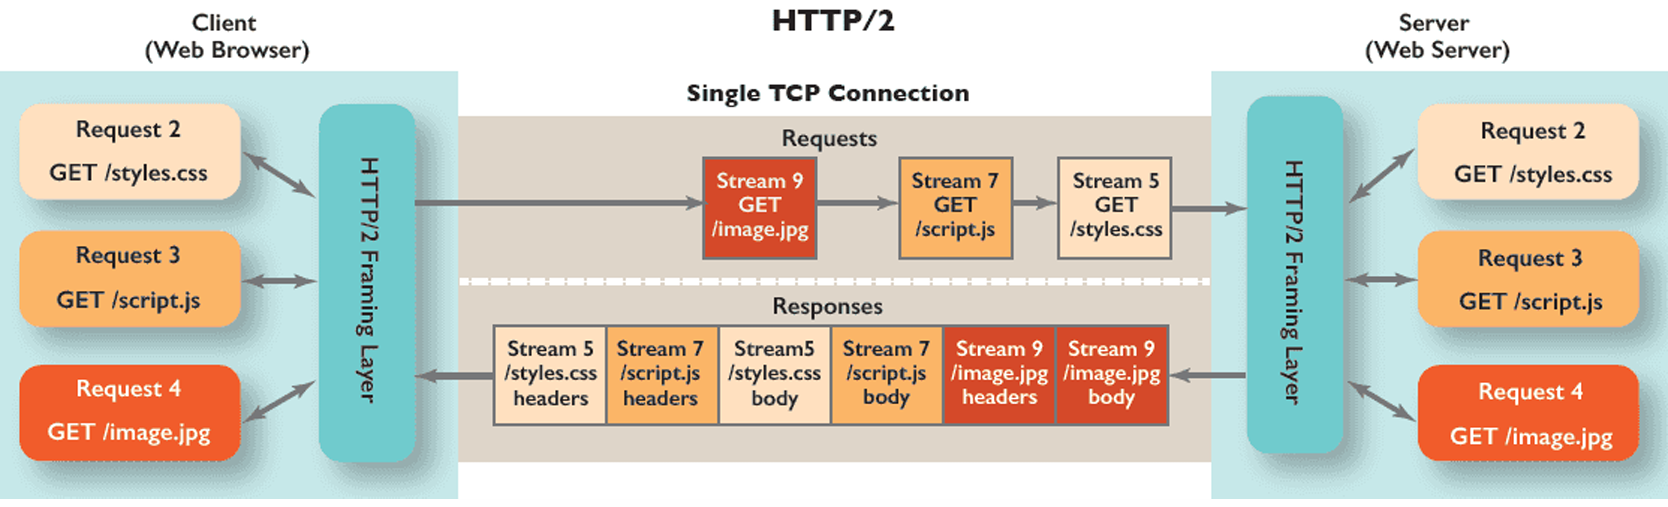 HTTP/2
Client
(Web Browser)
Server
(Web Server)
Single TCP Connection
Request 2
GET /styles.css
Request 3
GET /script.js
Request 4
GET /image.jpg
HTTP/2 Framing Layer
Requests
Stream 9
GET
/image.jpg
Stream 7
GET
/script.js
Stream 5
GET
/styles.css
Responses
Stream 5
/styles.css
headers
Stream 7
/script.js
headers
Stream5
/styles.css
body
Stream 7
/script.js
body
Stream 9
/image.jpg
headers
Stream 9
/image.jpg
body
HTTP/2 Framing Layer
Request 2
GET /styles.css
Request 3
GET /script.js
Request 4
GET /image.jpg